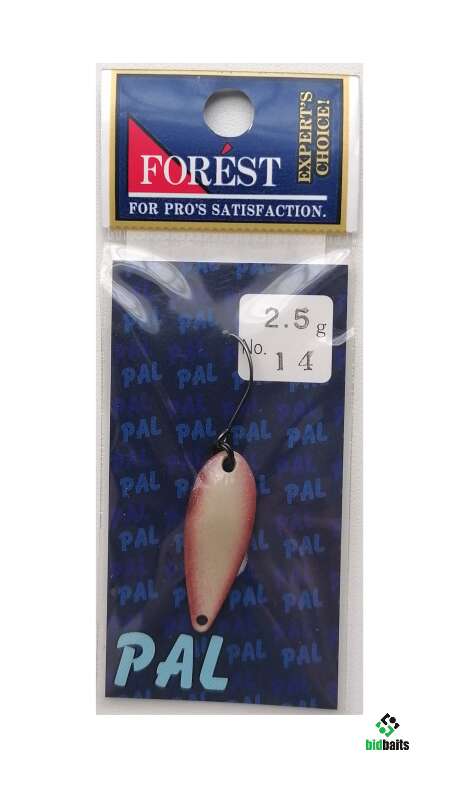 FORÉST
EXPERT'S
CHOICE!
FOR PRO'S SATISFACTION.
2.5 g
No. 14
PAL
bidbaits